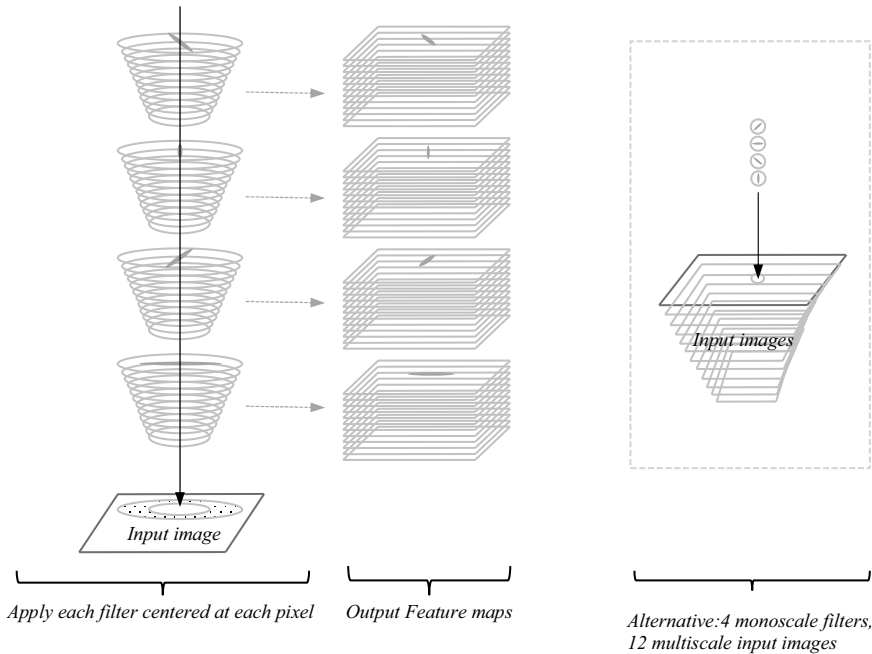 Input images
Input image
Apply each filter centered at each pixel
Output Feature maps
Alternative:4 monoscale filters,
12 multiscale input images